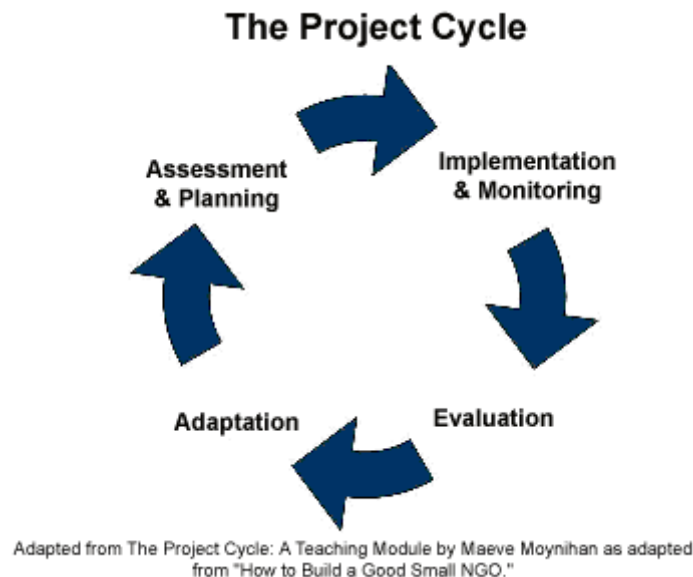 The Project Cycle
Assessment
& Planning
Implementation
& Monitoring
Adaptation
Evaluation
Adapted from The Project Cycle: A Teaching Module by Maeve Moynihan as adapted
from "How to Build a Good Small NGO."